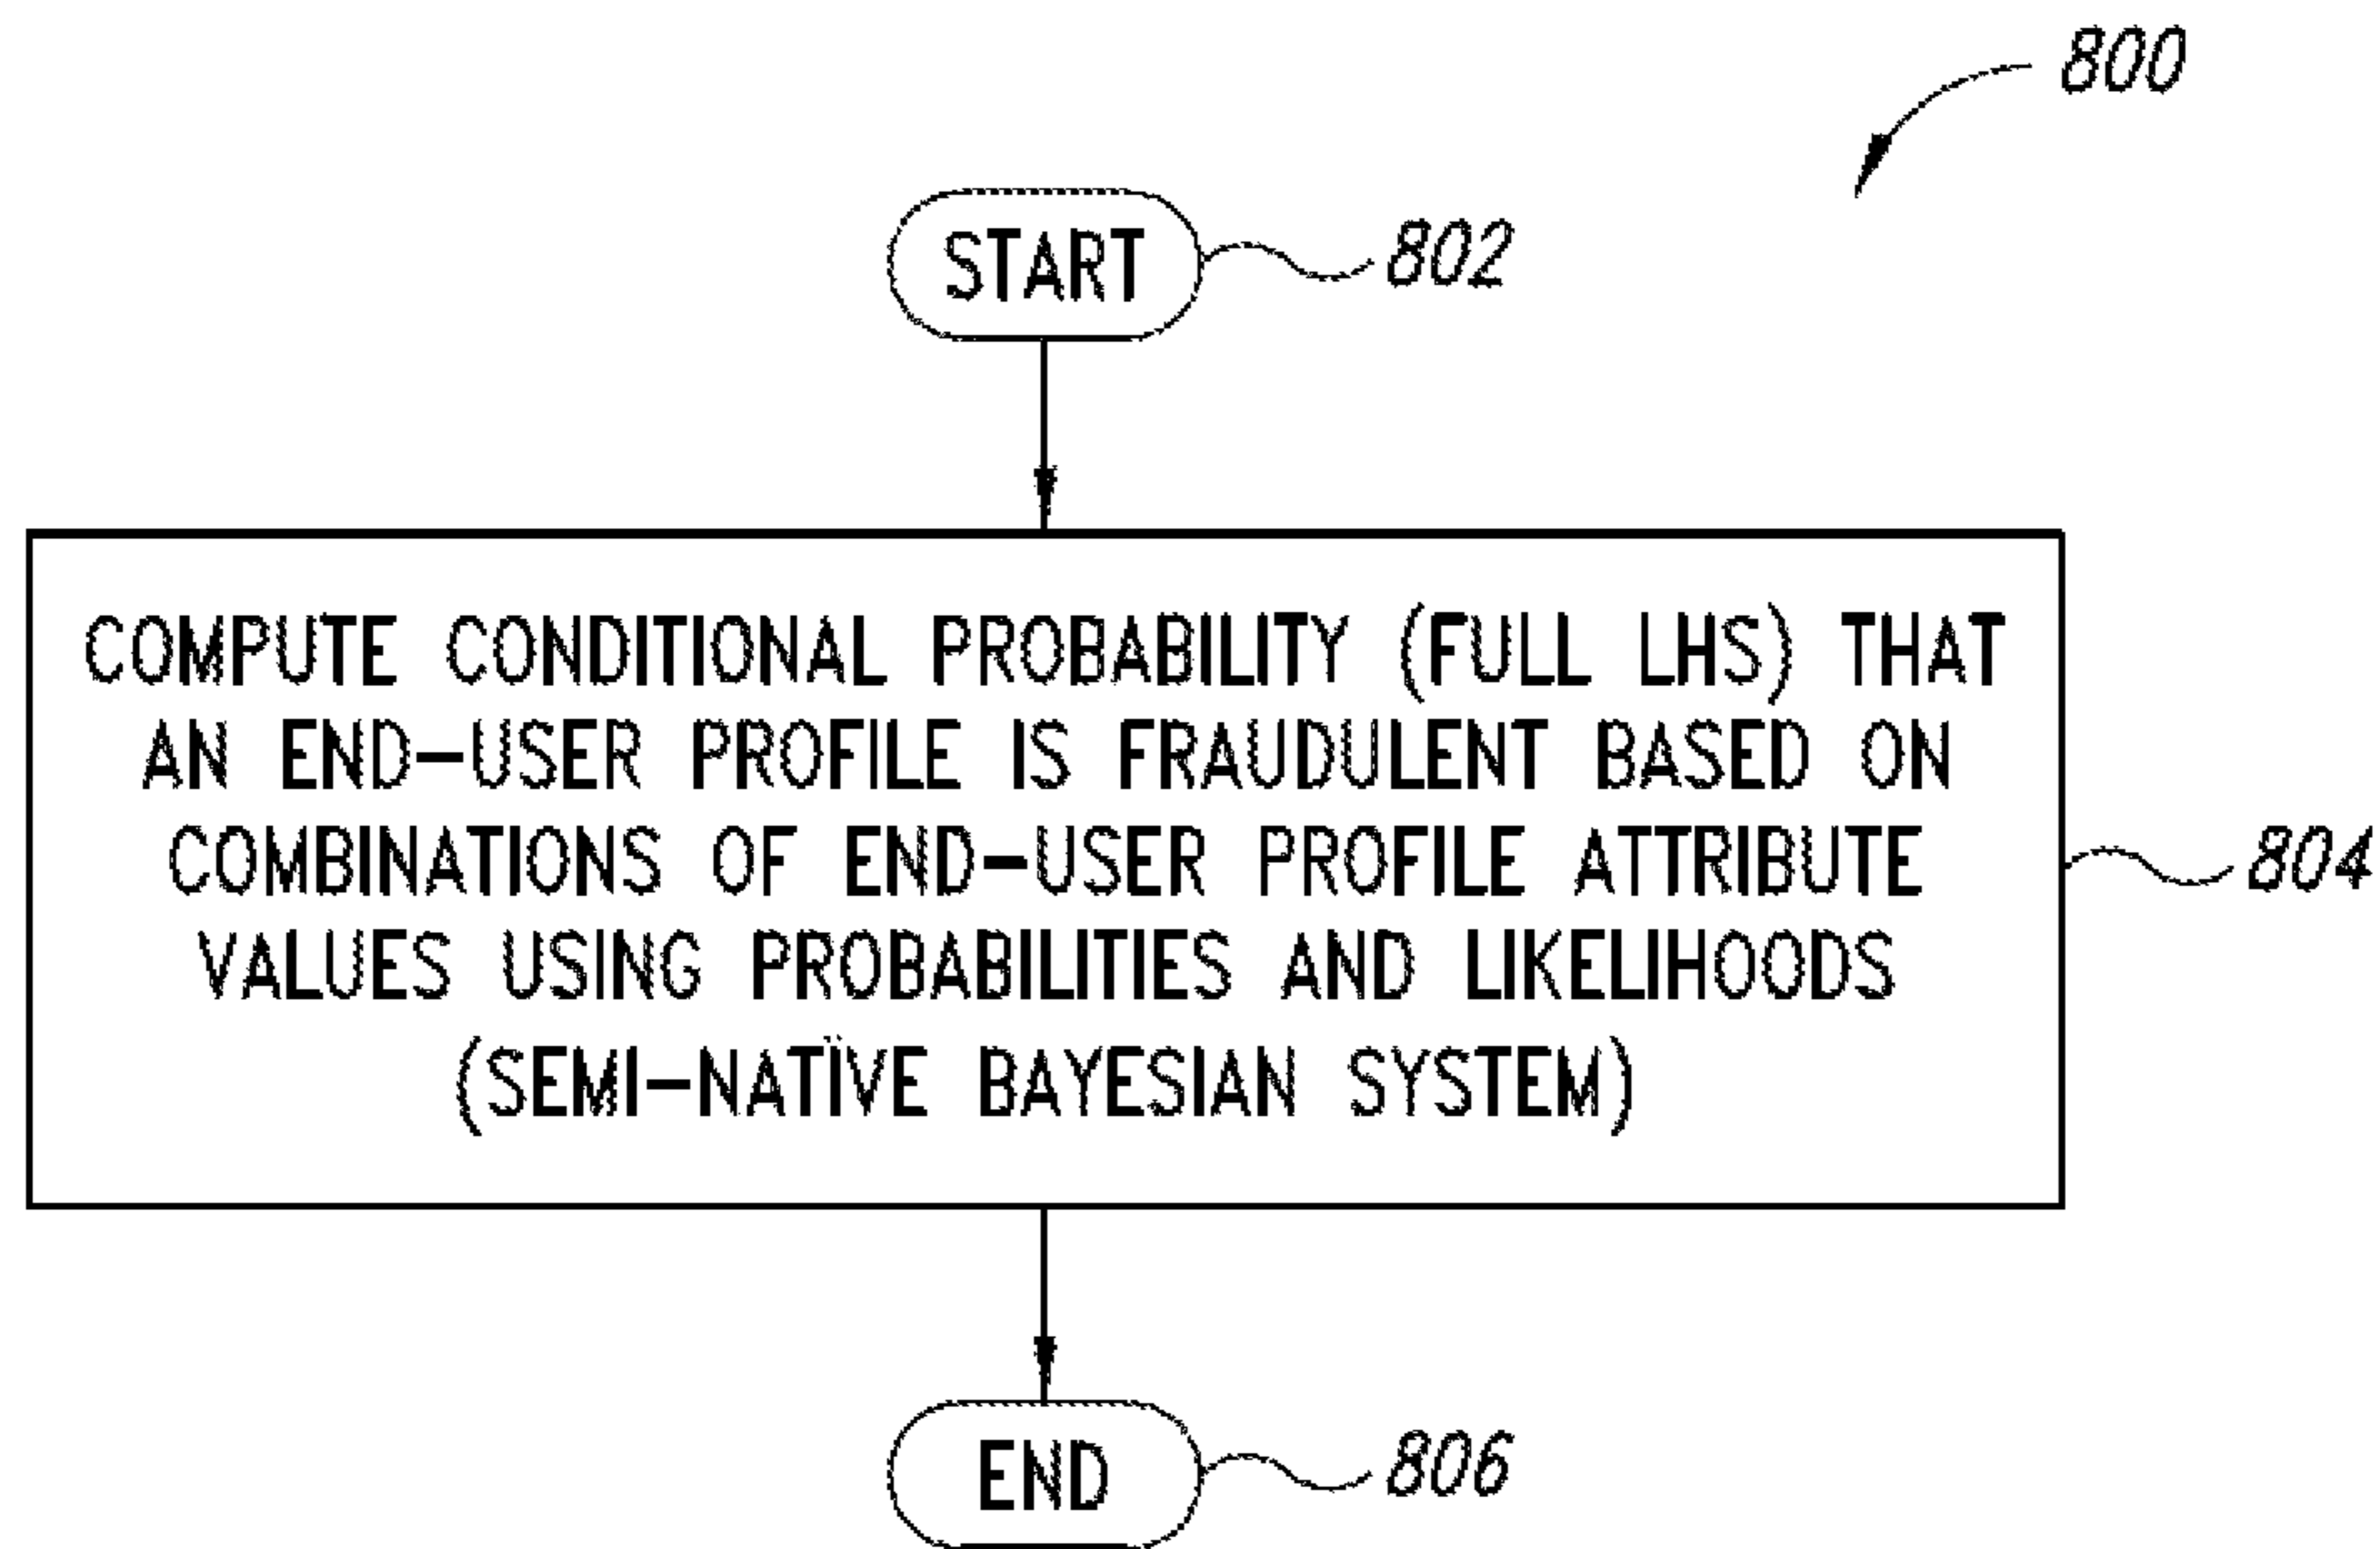 800
START
802
COMPUTE CONDITIONAL PROBABILITY (FULL LHS) THAT
AN END-USER PROFILE IS FRAUDULENT BASED ON
COMBINATIONS OF END-USER PROFILE ATTRIBUTE
VALUES USING PROBABILITIES AND LIKELIHOODS
(SEMI-NATÏVE BAYESIAN SYSTEM)
804
END
806